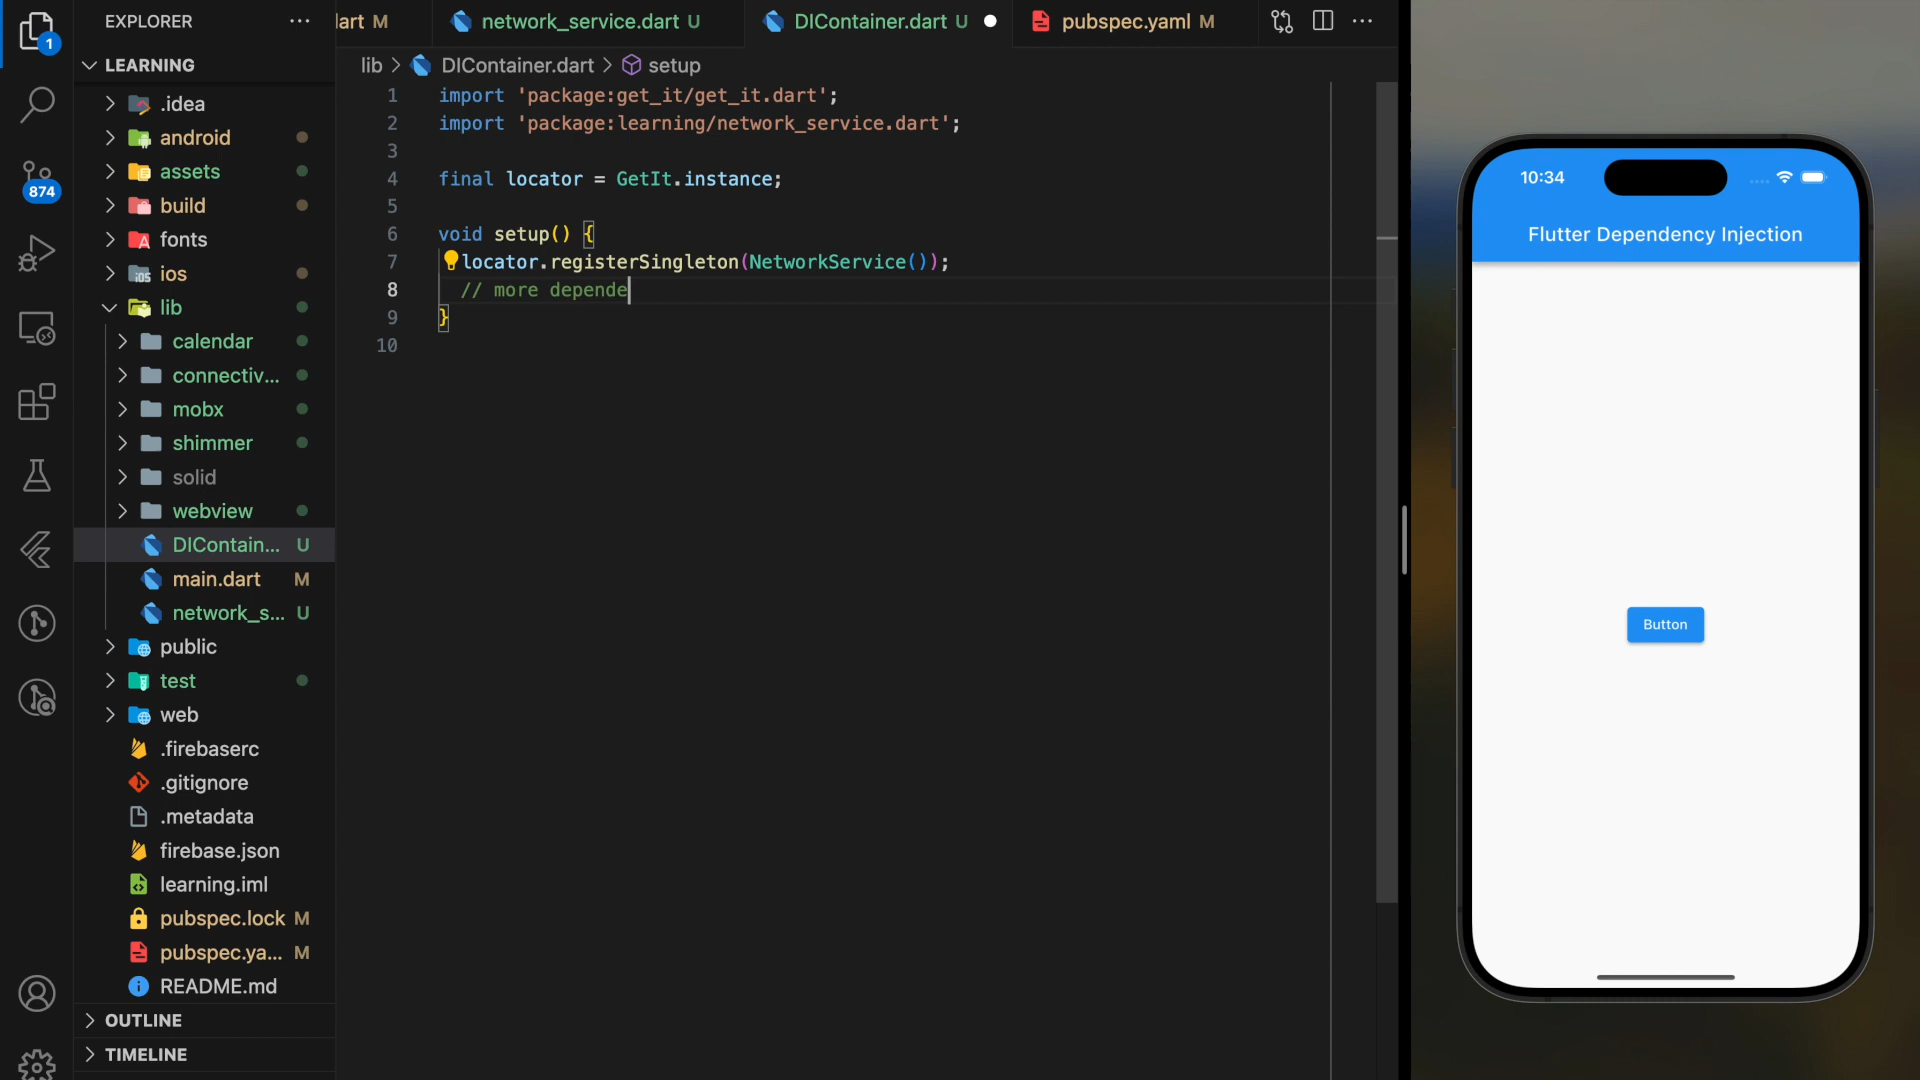 EXPLORER
lart M
network_service.dart U
DIContainer.dart U
pubspec.yaml M
1
LEARNING
lib > DIContainer.dart > setup
.idea
android
assets
build
fonts
ios
lib
calendar
connectiv...
mobx
shimmer
solid
webview
DIContain... U
main.dart M
network_s... U
public
test
web
.firebaserc
.gitignore
.metadata
firebase.json
learning.iml
pubspec.lock M
pubspec.ya... M
README.md
OUTLINE
TIMELINE
874
1 import 'package:get_it/get_it.dart';
2 import 'package:learning/network_service.dart';
3
4 final locator = GetIt.instance;
5
6 void setup() {
7 locator.registerSingleton(NetworkService());
8 // more depende
9 }
10
10:34
Flutter Dependency Injection
Button